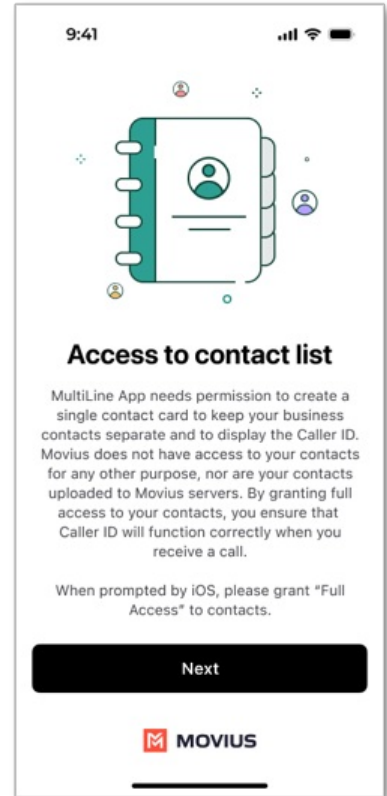 9:41
Access to contact list
MultiLine App needs permission to create a
single contact card to keep your business
contacts separate and to display the Caller ID.
Movius does not have access to your contacts
for any other purpose, nor are your contacts
uploaded to Movius servers. By granting full
access to your contacts, you ensure that
Caller ID will function correctly when you
receive a call.
When prompted by iOS, please grant “Full
Access” to contacts.
Next
MOVIUS